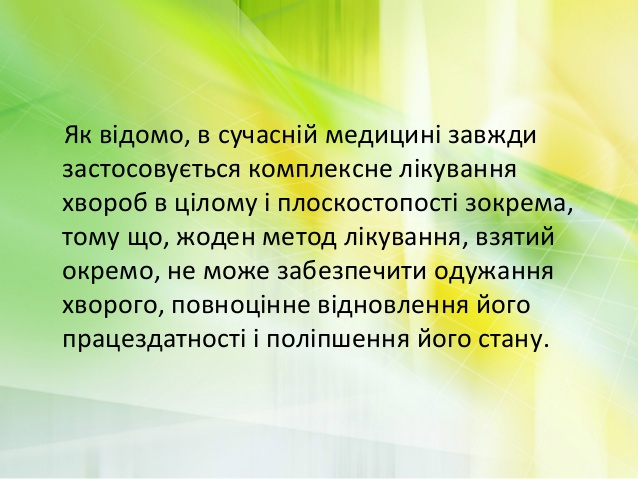 Як відомо, в сучасній медицині завжди
застосовується комплексне лікування
хвороб в цілому і плоскостопості зокрема,
тому що, жоден метод лікування, взятий
окремо, не може забезпечити одужання
хворого, повноцінне відновлення його
працездатності і поліпшення його стану.